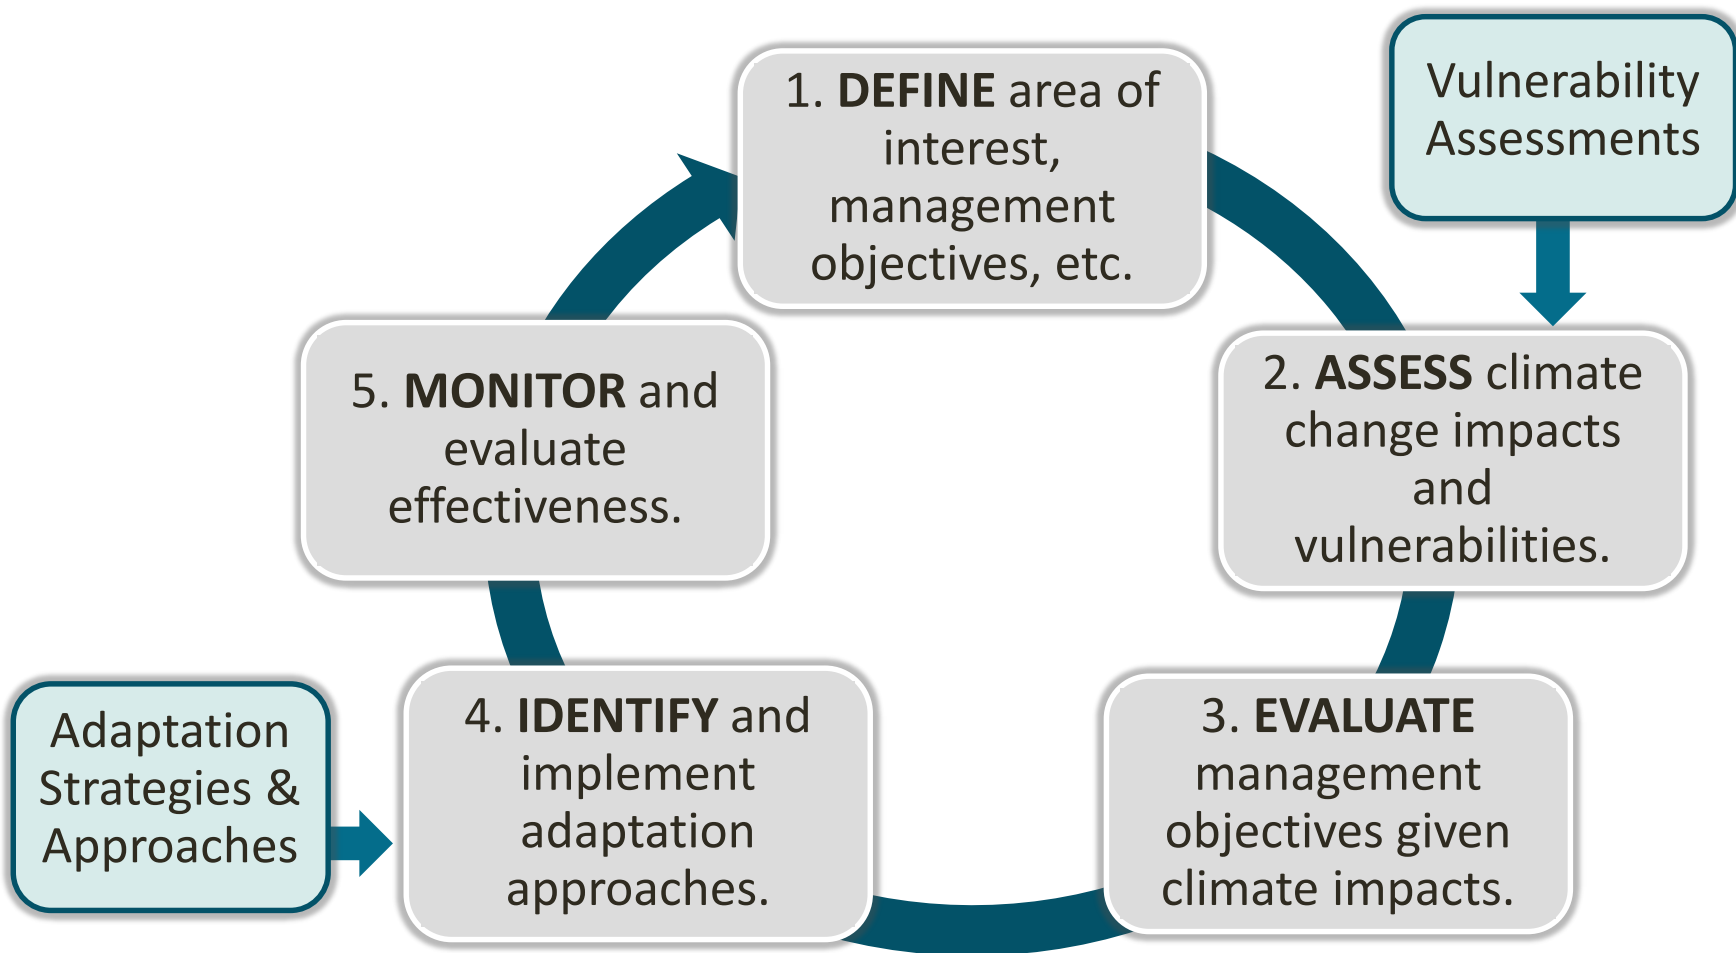 1. DEFINE area of
interest,
management
objectives, etc.
Vulnerability
Assessments
2. ASSESS climate
change impacts
and
vulnerabilities.
3. EVALUATE
management
objectives given
climate impacts.
4. IDENTIFY and
implement
adaptation
approaches.
Adaptation
Strategies &
Approaches
5. MONITOR and
evaluate
effectiveness.